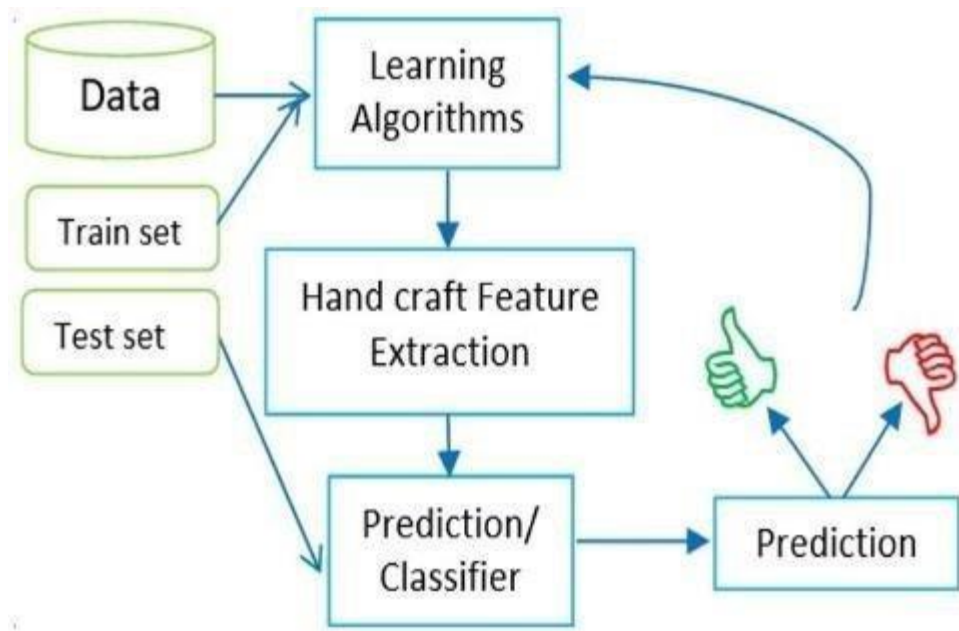 Data
Learning
Algorithms
Train set
Test set
Hand craft Feature
Extraction
Prediction/
Classifier
Prediction